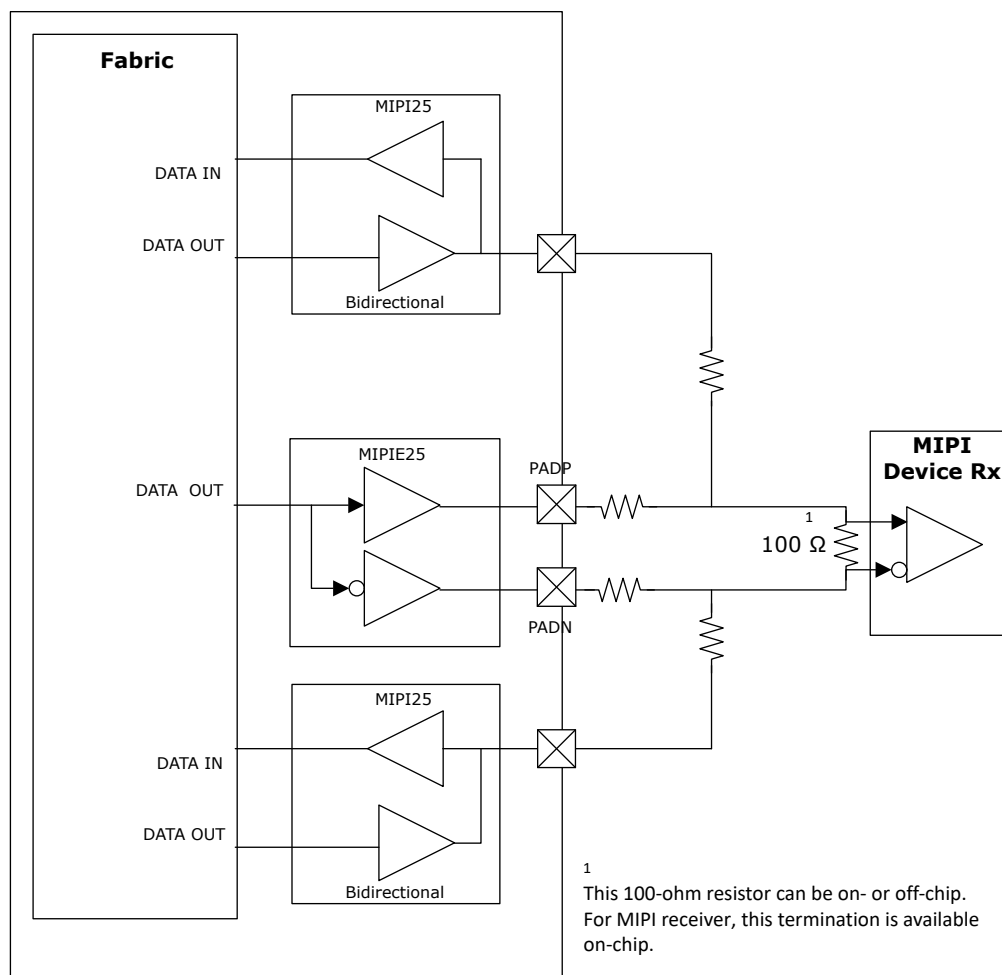 Fabric
MIPI25
DATA IN
DATA OUT
Bidirectional
MIPIE25
PADP
DATA OUT
PADN
MIPI
Device Rx
1
100 Ω
MIPI25
DATA IN
DATA OUT
Bidirectional
1
This 100-ohm resistor can be on- or off-chip.
For MIPI receiver, this termination is available
on-chip.